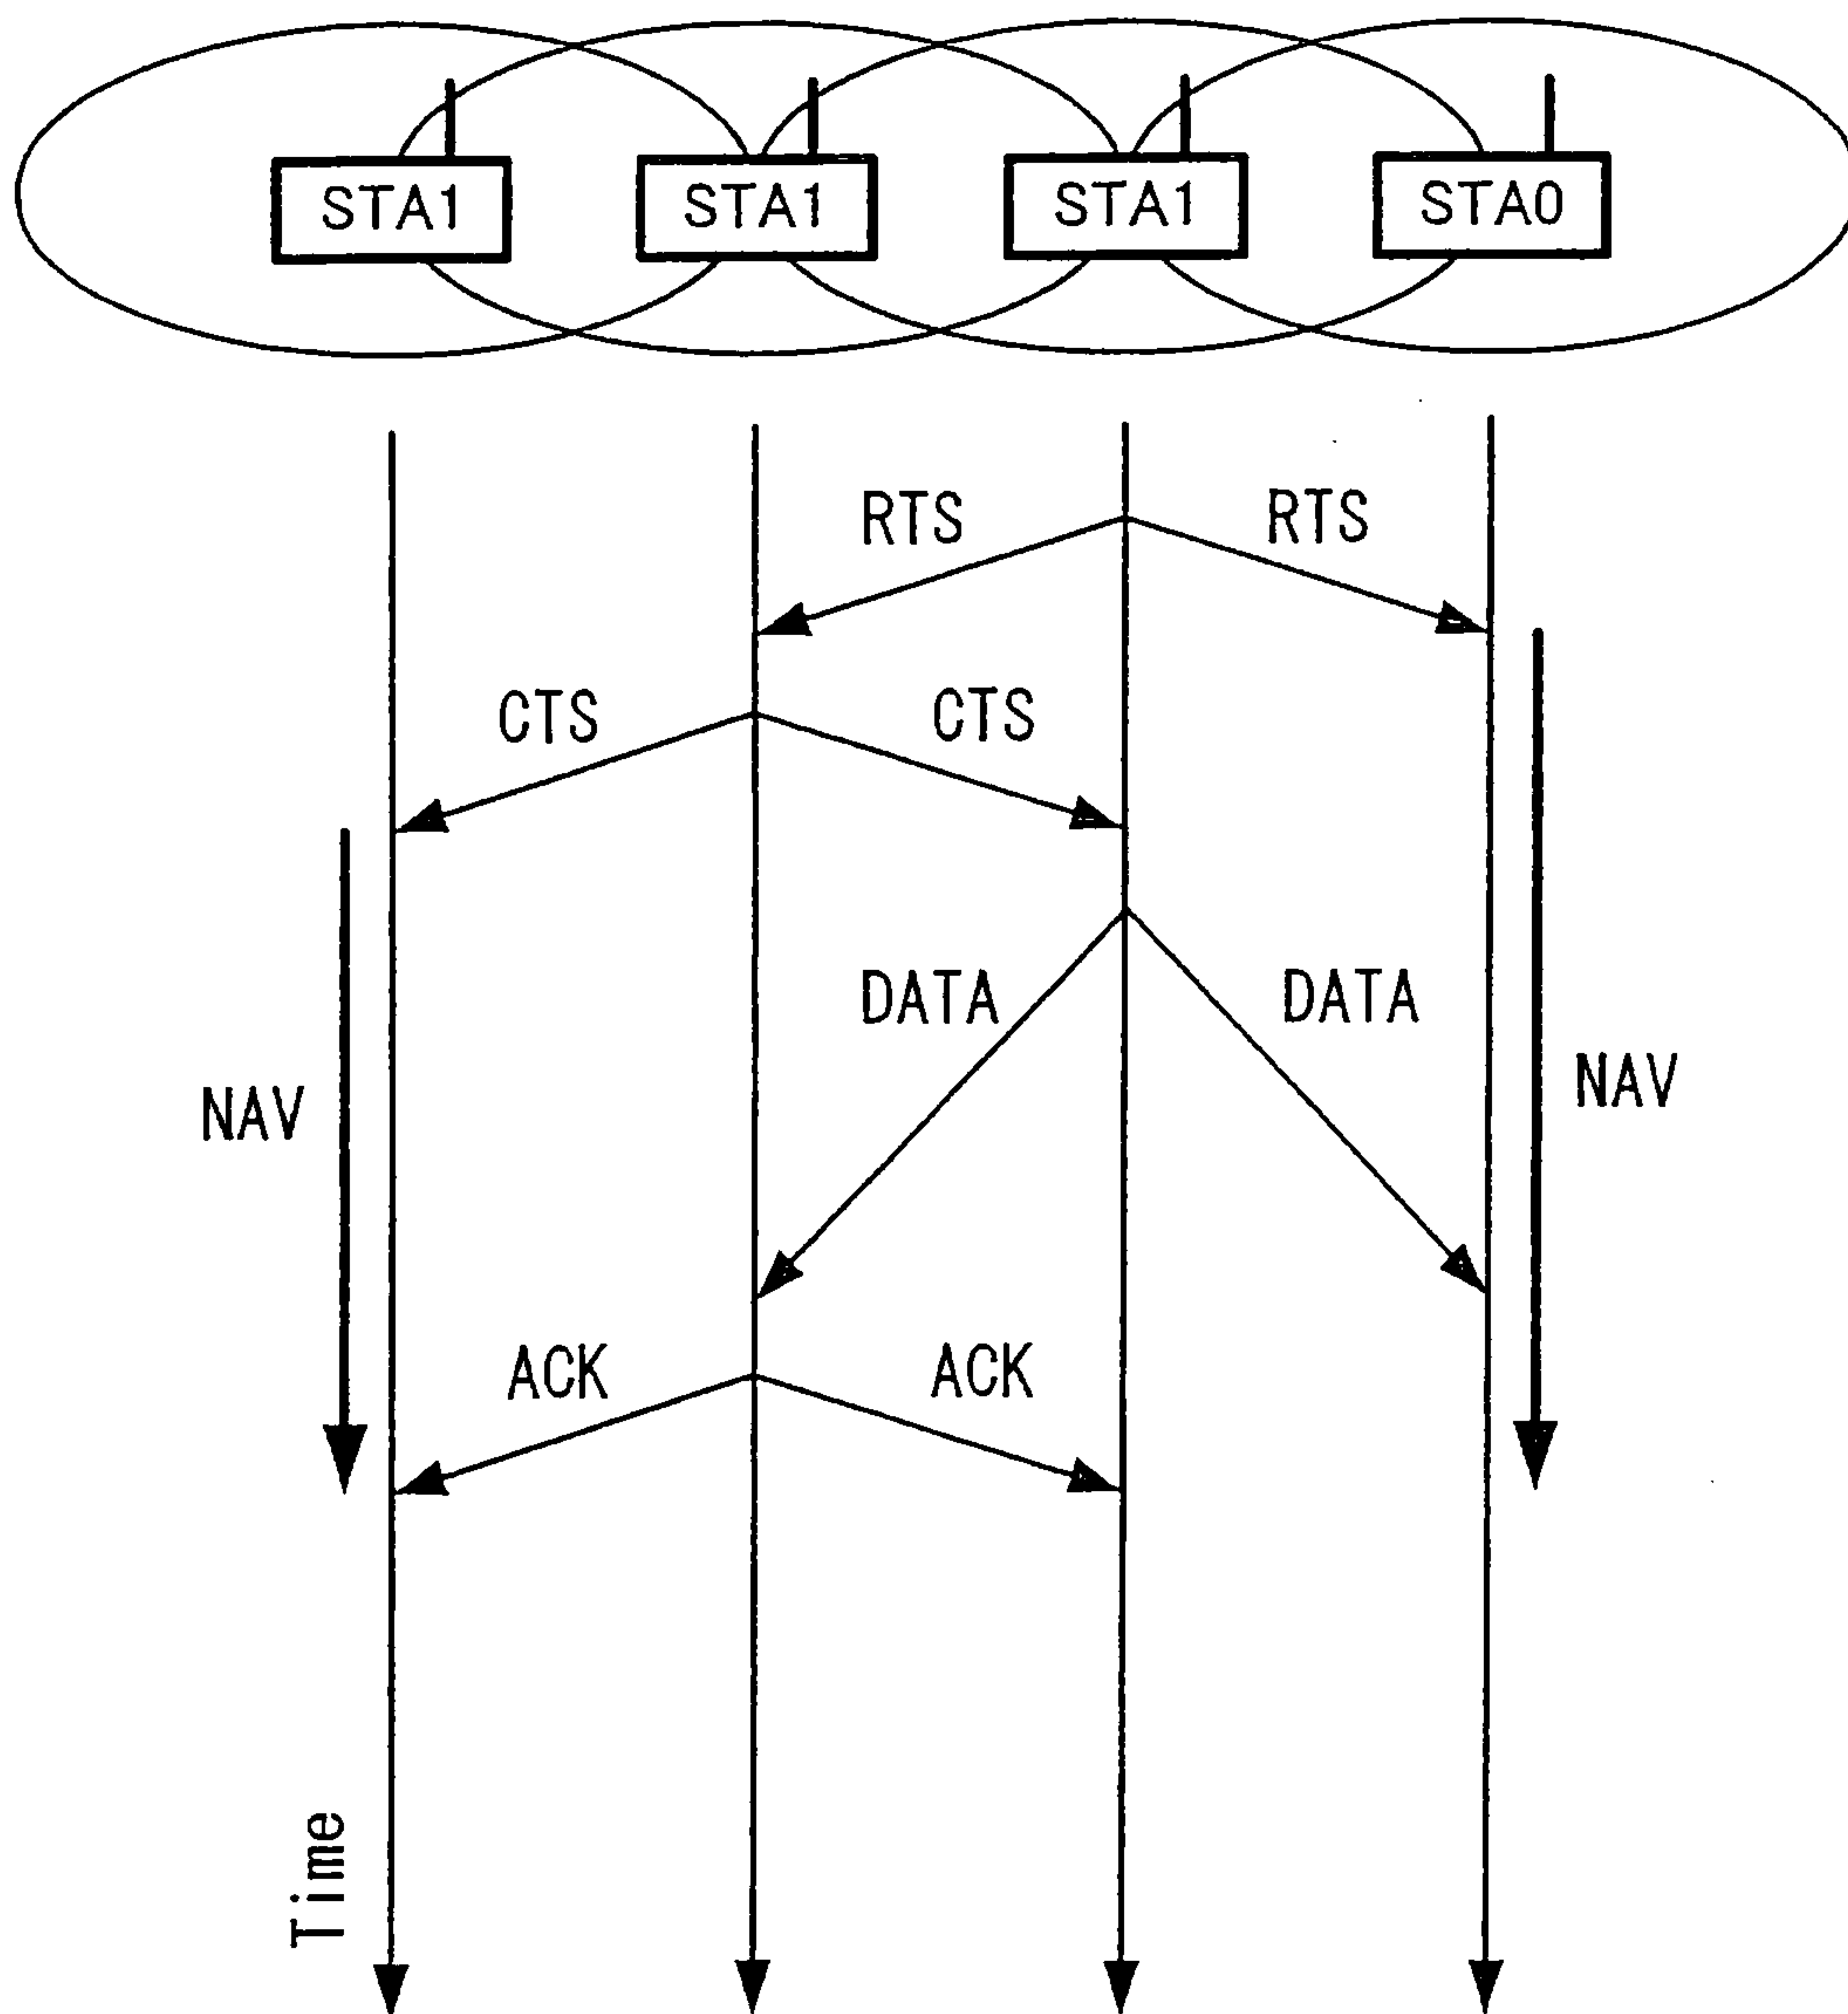 STA1 STA1 STA1 STA0
RTS RTS
CTS CTS
DATA DATA
NAV NAV
ACK ACK
Time